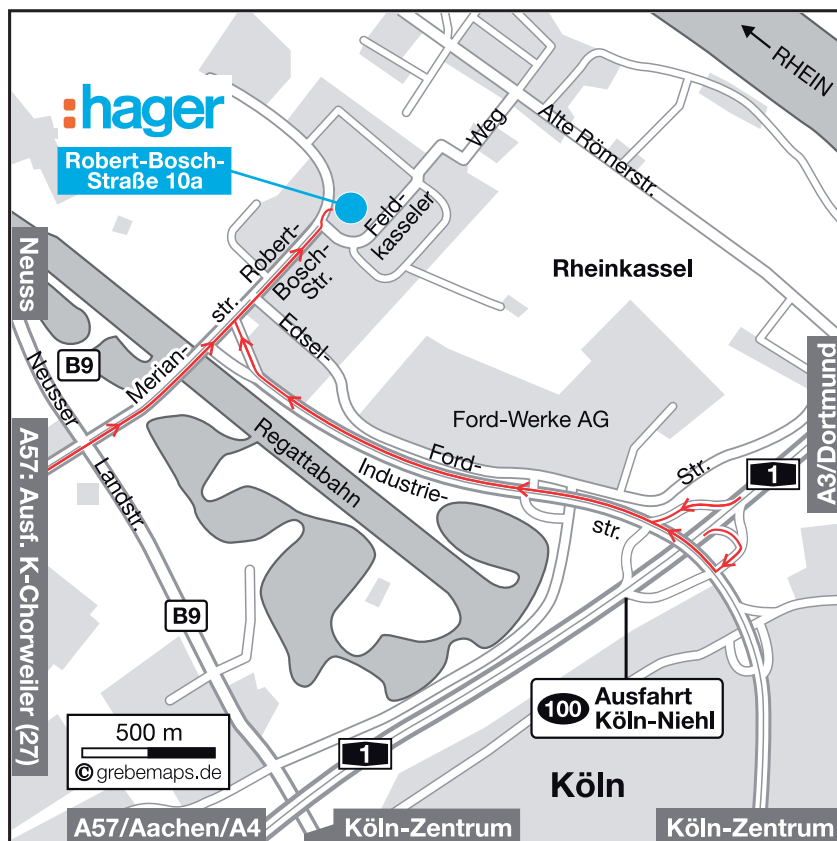 RHEIN
:hager
Robert-Bosch-
Straße 10a
Weg
Alte Römerstr.
Feld-
kasseler
Neuss
Robert-
Bosch-
Str.
Rheinkassel
str.
Merian-
Edsel-
B9
Neusser
Landstr.
A3/Dortmund
Ford-Werke AG
Regattabahn
Ford-
Str.
Industrie-
str.
1
A57: Ausf. K-Chorweiler (27)
B9
100 Ausfahrt
Köln-Niehl
500 m
© grebemaps.de
1
Köln
A57/Aachen/A4
Köln-Zentrum
Köln-Zentrum